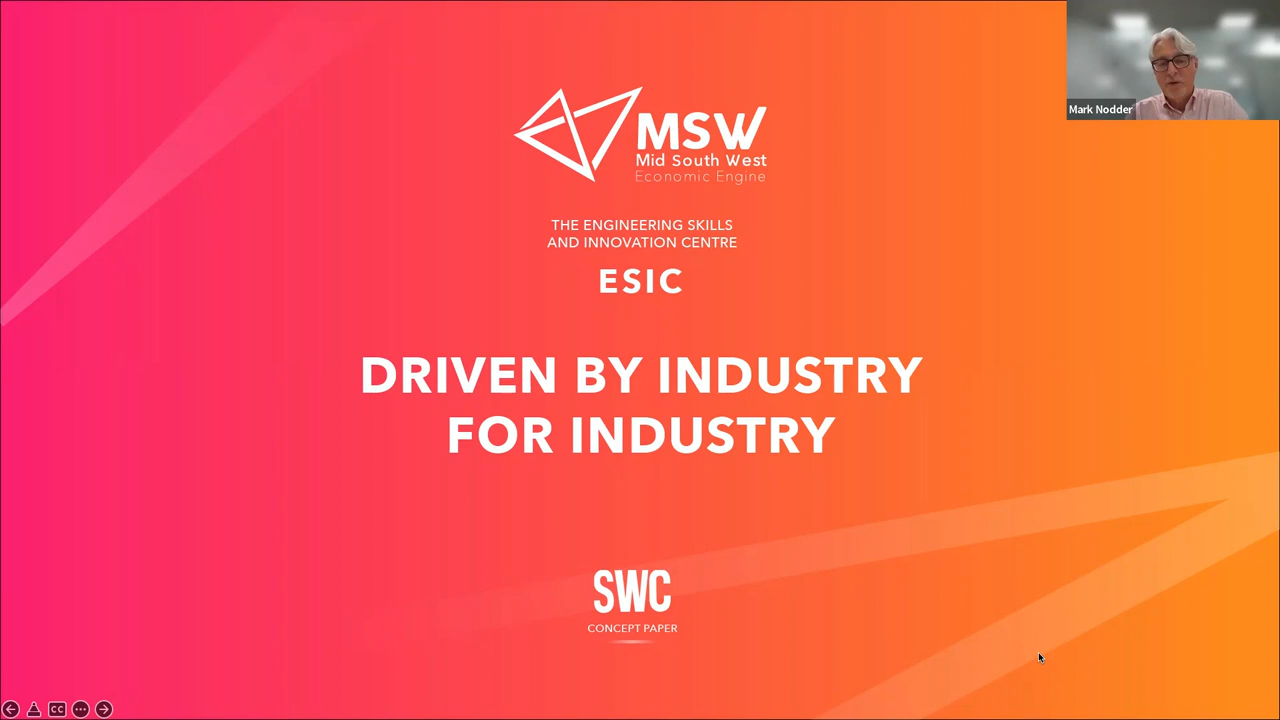 MSW
Mid South West
Economic Engine
THE ENGINEERING SKILLS
AND INNOVATION CENTRE
ESIC
DRIVEN BY INDUSTRY
FOR INDUSTRY
SWC
CONCEPT PAPER
Mark Nodder
CC